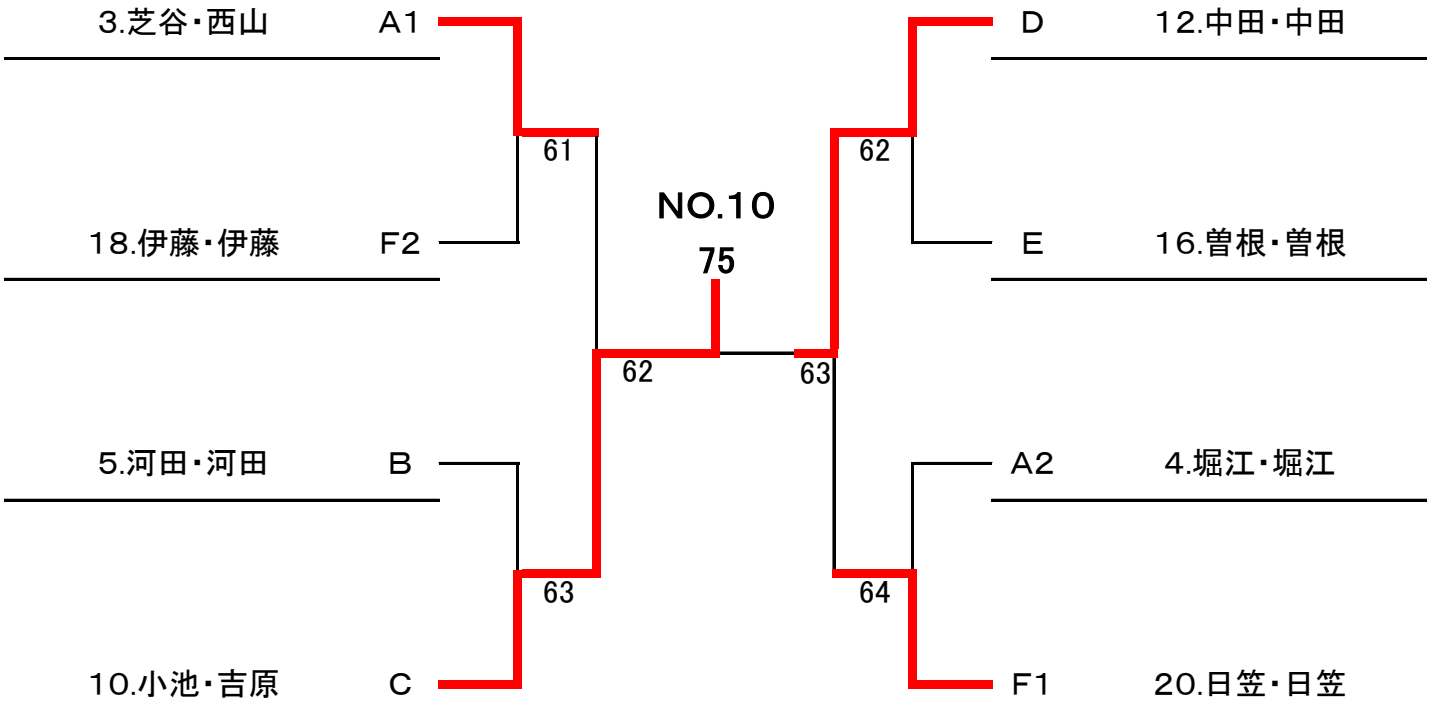 3.芝谷・西山 A1
D 12.中田・中田
61
62
NO.10
18.伊藤・伊藤 F2
E 16.曽根・曽根
75
62
63
5.河田・河田 B
A2 4.堀江・堀江
63
64
10.小池・吉原 C
F1 20.日笠・日笠